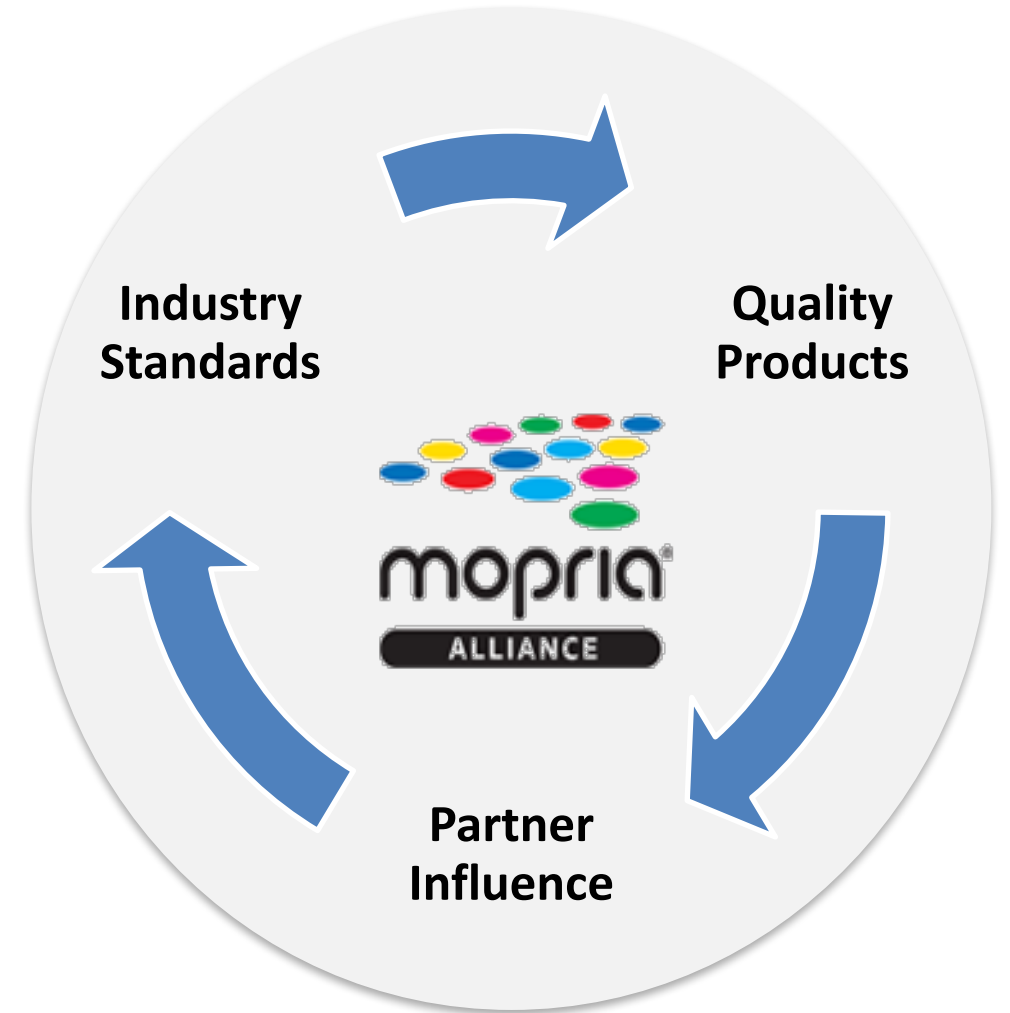 Industry
Standards
Quality
Products
mopria®
ALLIANCE
Partner
Influence